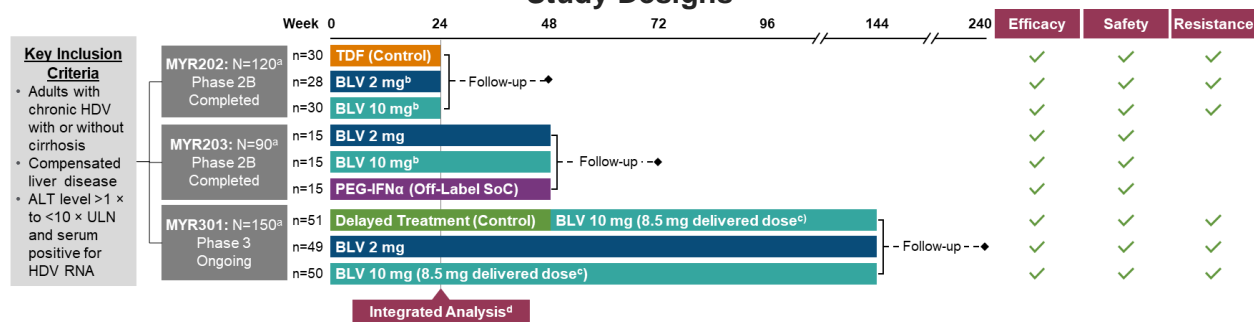 Study Designs
Week 0 24 48 72 96 144 240 Efficacy Safety Resistance
Key Inclusion
Criteria
• Adults with
chronic HDV
with or without
cirrhosis
• Compensated
liver disease
• ALT level >1 ×
to <10 × ULN
and serum
positive for
HDV RNA
MYR202: N=120ᵃ
Phase 2B
Completed
n=30 TDF (Control)
n=28 BLV 2 mgᵇ
n=30 BLV 10 mgᵇ
Follow-up
MYR203: N=90ᵃ
Phase 2B
Completed
n=15 BLV 2 mg
n=15 BLV 10 mgᵇ
n=15 PEG-IFNα (Off-Label SoC)
Follow-up
MYR301: N=150ᵃ
Phase 3
Ongoing
n=51 Delayed Treatment (Control) BLV 10 mg (8.5 mg delivered doseᶜ)
n=49 BLV 2 mg
n=50 BLV 10 mg (8.5 mg delivered doseᶜ)
Follow-up
Integrated Analysisᵈ